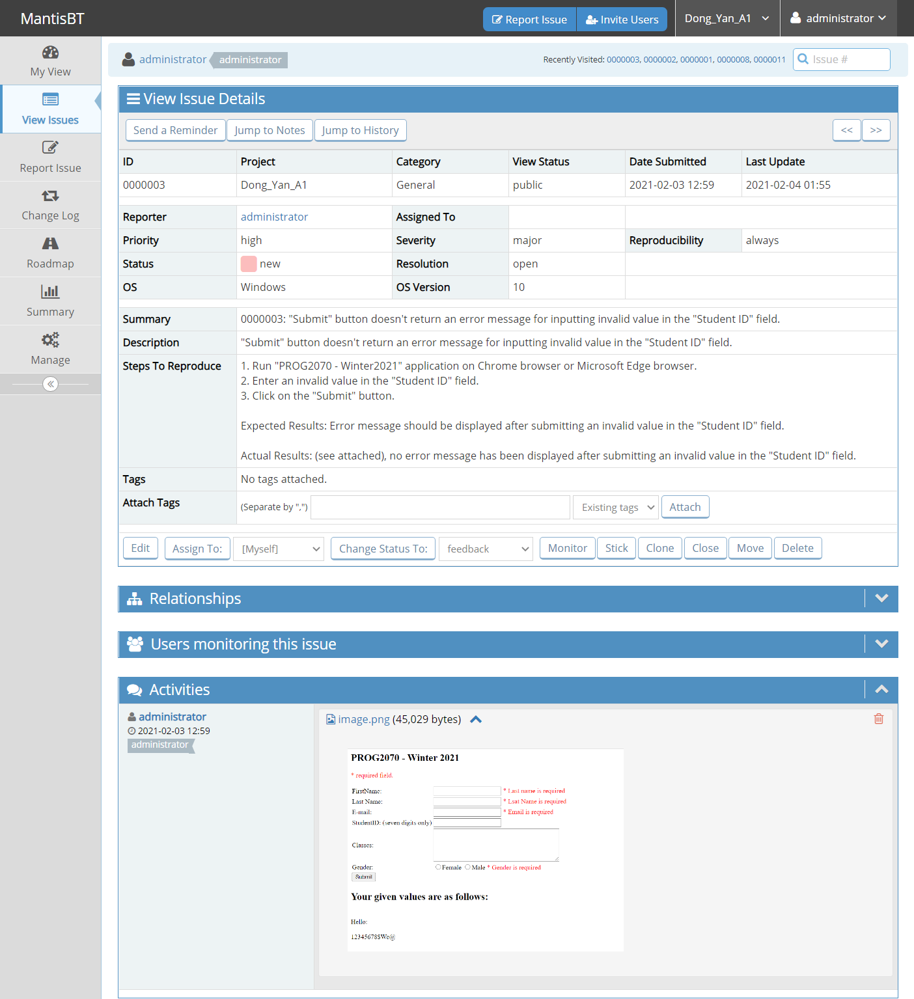 MantisBT
Report Issue
Invite Users
Dong_Yan_A1
administrator
My View
View Issues
Report Issue
Change Log
Roadmap
Summary
Manage
administrator administrator
Recently Visited: 0000003, 0000002, 0000001, 0000008, 0000011
Issue #
View Issue Details
Send a Reminder Jump to Notes Jump to History << >>
ID Project Category View Status Date Submitted Last Update
0000003 Dong_Yan_A1 General public 2021-02-03 12:59 2021-02-04 01:55
Reporter administrator Assigned To
Priority high Severity major Reproducibility always
Status new Resolution open
OS Windows OS Version 10
Summary 0000003: "Submit" button doesn't return an error message for inputting invalid value in the "Student ID" field.
Description "Submit" button doesn't return an error message for inputting invalid value in the "Student ID" field.
Steps To Reproduce 1. Run "PROG2070 - Winter2021" application on Chrome browser or Microsoft Edge browser.
2. Enter an invalid value in the "Student ID" field.
3. Click on the "Submit" button.
Expected Results: Error message should be displayed after submitting an invalid value in the "Student ID" field.
Actual Results: (see attached), no error message has been displayed after submitting an invalid value in the "Student ID" field.
Tags No tags attached.
Attach Tags (Separate by ",") Existing tags Attach
Edit Assign To: [Myself] Change Status To: feedback Monitor Stick Clone Close Move Delete
Relationships
Users monitoring this issue
Activities
administrator
2021-02-03 12:59
administrator
image.png (45,029 bytes)
PROG2070 - Winter 2021
* required field.
FirstName: * Last name is required
Last Name: * Lsat Name is required
E-mail: * Email is required
StudentID: (seven digits only)
Classes:
Gender: Female Male * Gender is required
Submit
Your given values are as follows:
Hello:
12345678$We@